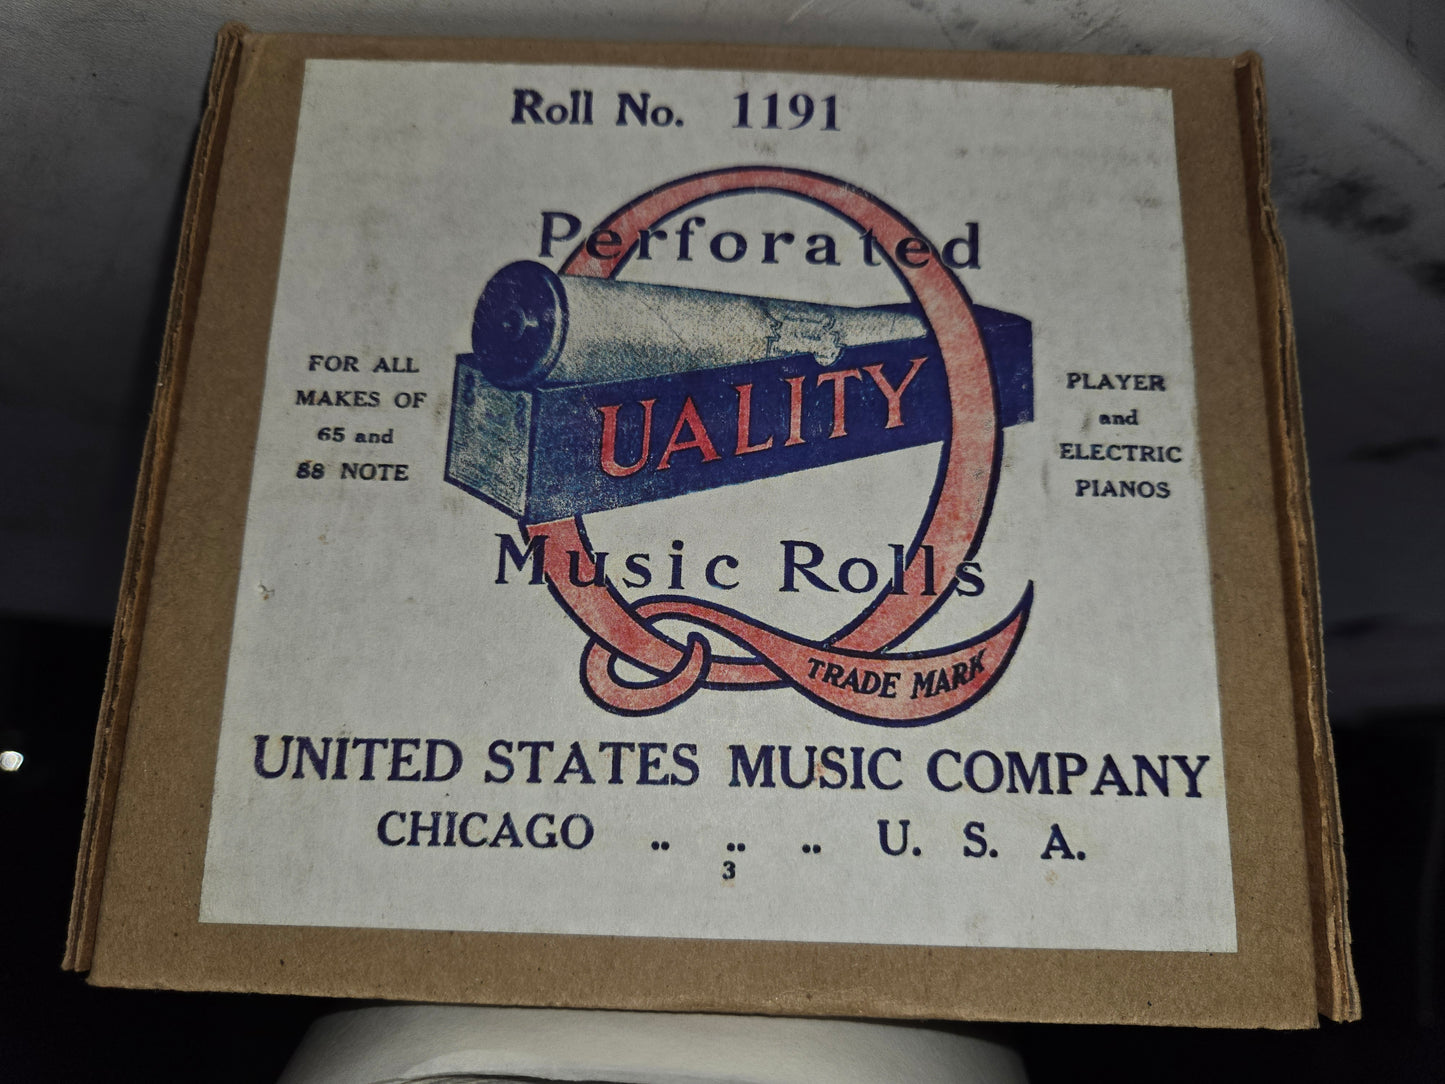 Roll No. 1191
Perforated
QUALITY
Music Rolls
TRADE MARK
FOR ALL
MAKES OF
65 and
88 NOTE
PLAYER
and
ELECTRIC
PIANOS
UNITED STATES MUSIC COMPANY
CHICAGO .. .. .. U. S. A.
3